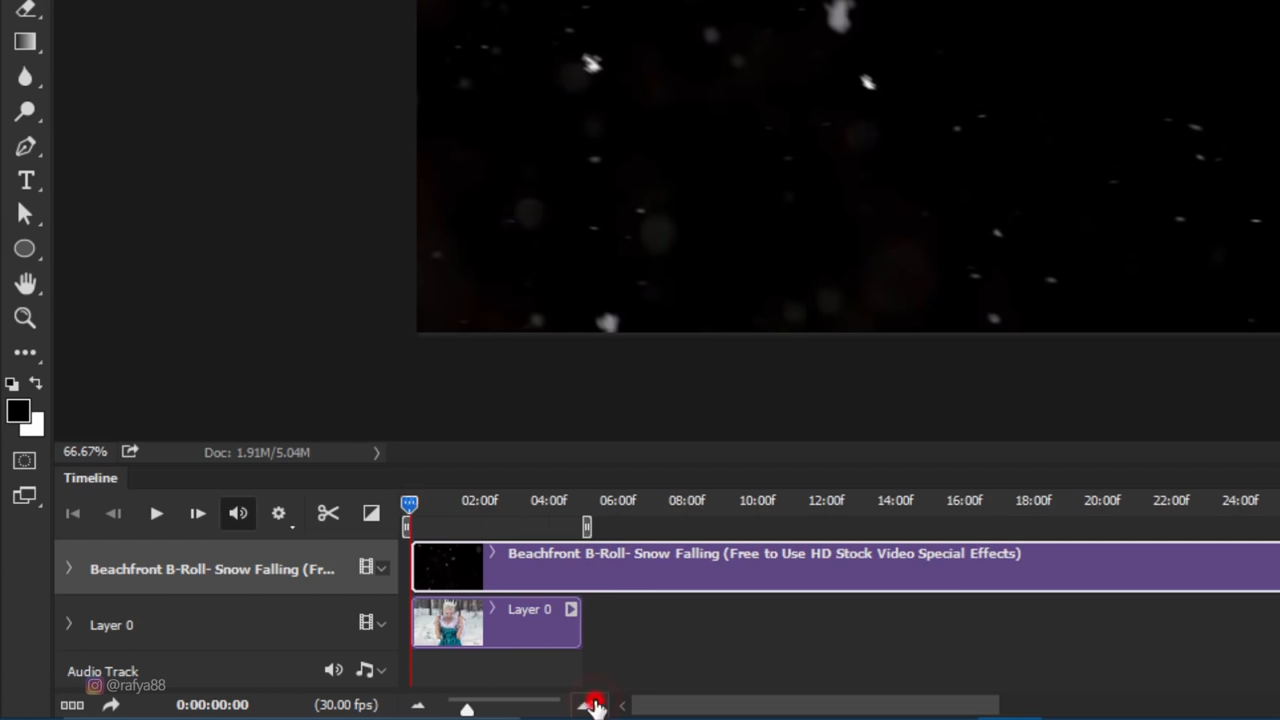 T
66.67%
Doc: 1.91M/5.04M
Timeline
02:00f 04:00f 06:00f 08:00f 10:00f 12:00f 14:00f 16:00f 18:00f 20:00f 22:00f 24:00f
Beachfront B-Roll- Snow Falling (Fr...
Beachfront B-Roll- Snow Falling (Free to Use HD Stock Video Special Effects)
Layer 0
Layer 0
Audio Track
@rafya88
0:00:00:00
(30.00 fps)